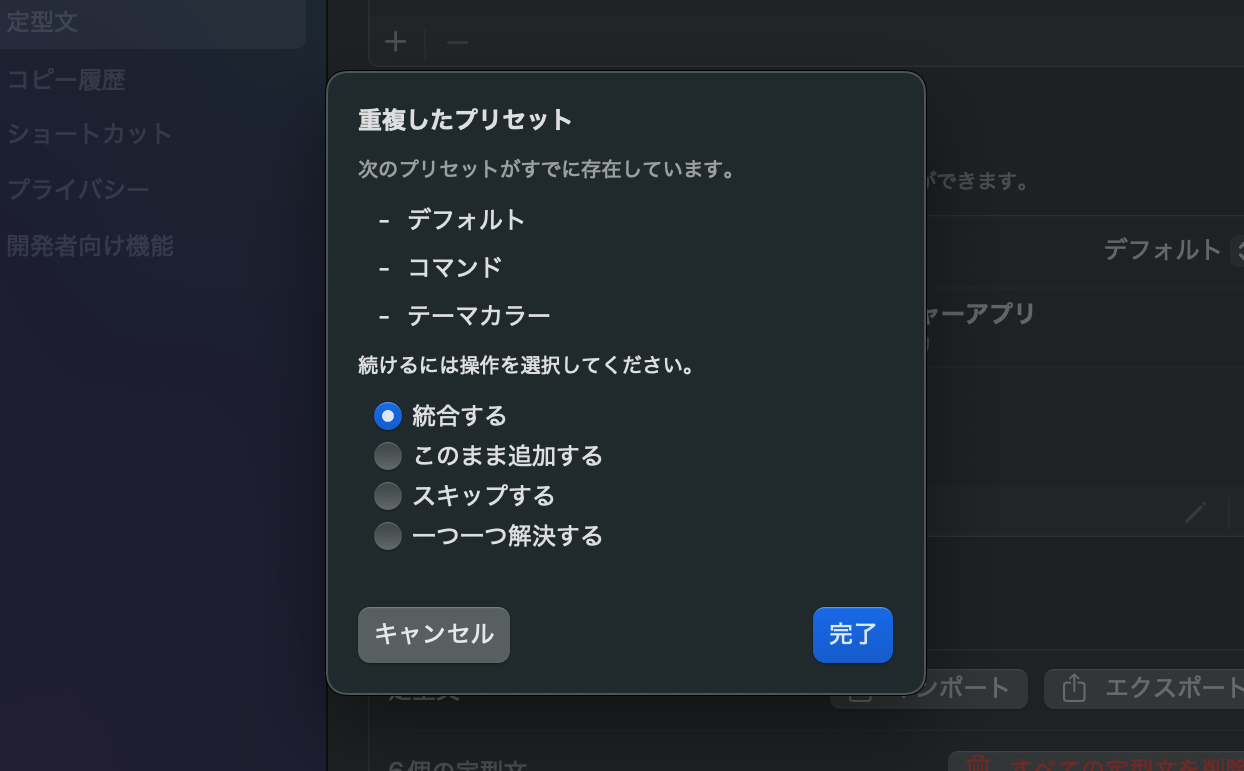 定型文
コピー履歴
ショートカット
プライバシー
開発者向け機能
重複したプリセット
次のプリセットがすでに存在しています。
- デフォルト
- コマンド
- テーマカラー
続けるには操作を選択してください。
統合する
このまま追加する
スキップする
一つ一つ解決する
キャンセル
完了
ができます。
デフォルト
ャーアプリ
ンポート
エクスポート
6個の定型文
すべての定型文を削除